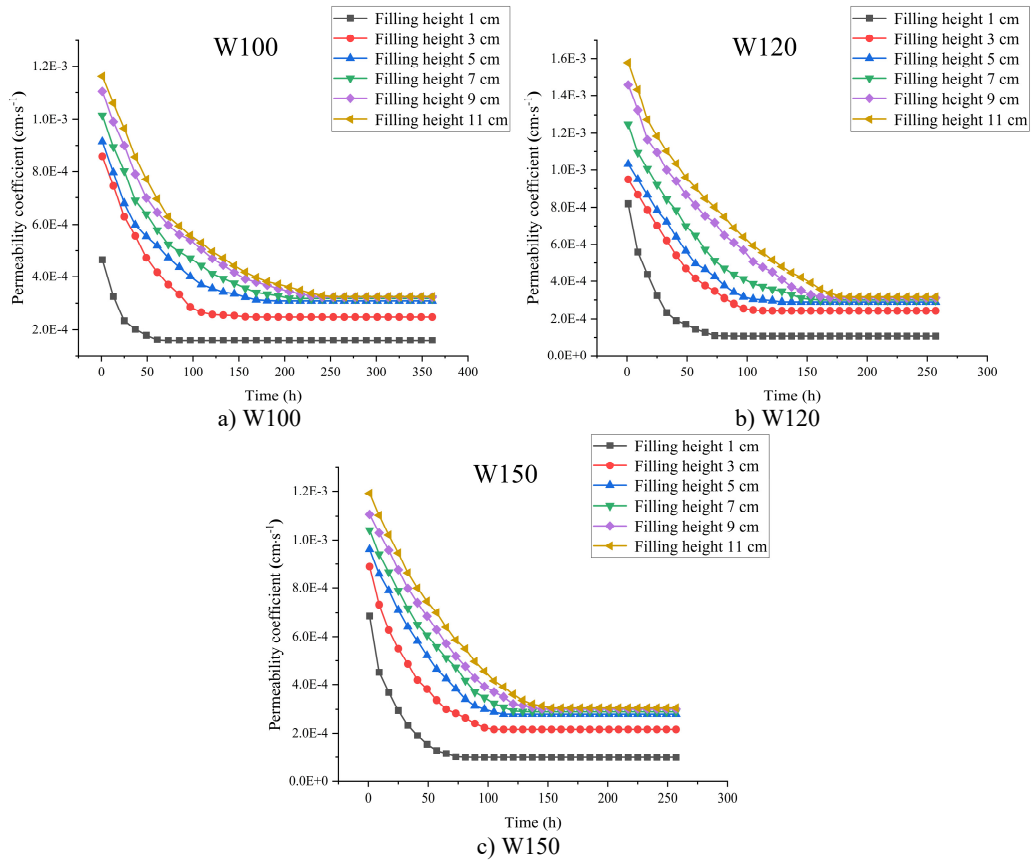 W100
Filling height 1 cm
Filling height 3 cm
Filling height 5 cm
Filling height 7 cm
Filling height 9 cm
Filling height 11 cm
Permeability coefficient (cm·s⁻¹)
1.2E-3
1.0E-3
8.0E-4
6.0E-4
4.0E-4
2.0E-4
0 50 100 150 200 250 300 350 400
Time (h)
a) W100
W120
Filling height 1 cm
Filling height 3 cm
Filling height 5 cm
Filling height 7 cm
Filling height 9 cm
Filling height 11 cm
Permeability coefficient (cm·s⁻¹)
1.6E-3
1.4E-3
1.2E-3
1.0E-3
8.0E-4
6.0E-4
4.0E-4
2.0E-4
0.0E+0
0 50 100 150 200 250 300
Time (h)
b) W120
W150
Filling height 1 cm
Filling height 3 cm
Filling height 5 cm
Filling height 7 cm
Filling height 9 cm
Filling height 11 cm
Permeability coefficient (cm·s⁻¹)
1.2E-3
1.0E-3
8.0E-4
6.0E-4
4.0E-4
2.0E-4
0.0E+0
0 50 100 150 200 250 300
Time (h)
c) W150